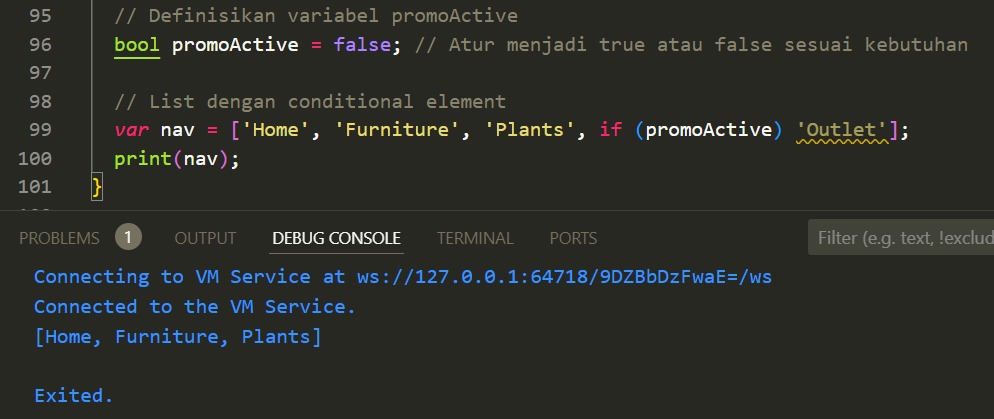 95 // Definisikan variabel promoActive
96 bool promoActive = false; // Atur menjadi true atau false sesuai kebutuhan
97
98 // List dengan conditional element
99 var nav = ['Home', 'Furniture', 'Plants', if (promoActive) 'Outlet'];
100 print(nav);
101 }
PROBLEMS 1 OUTPUT DEBUG CONSOLE TERMINAL PORTS Filter (e.g. text, !exclud
Connecting to VM Service at ws://127.0.0.1:64718/9DZBbDzFwaE=/ws
Connected to the VM Service.
[Home, Furniture, Plants]
Exited.